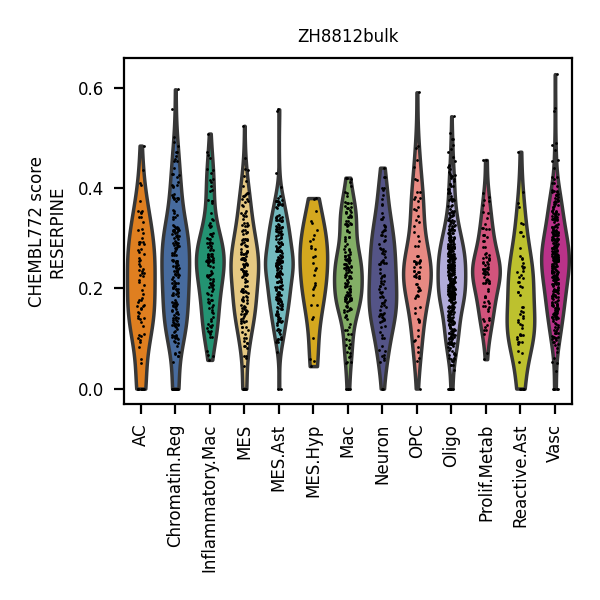 ZH8812bulk
CHEMBL772 score
RESERPINE
0.6
0.4
0.2
0.0
AC
Chromatin.Reg
Inflammatory.Mac
MES
MES.Ast
MES.Hyp
Mac
Neuron
OPC
Oligo
Prolif.Metab
Reactive.Ast
Vasc